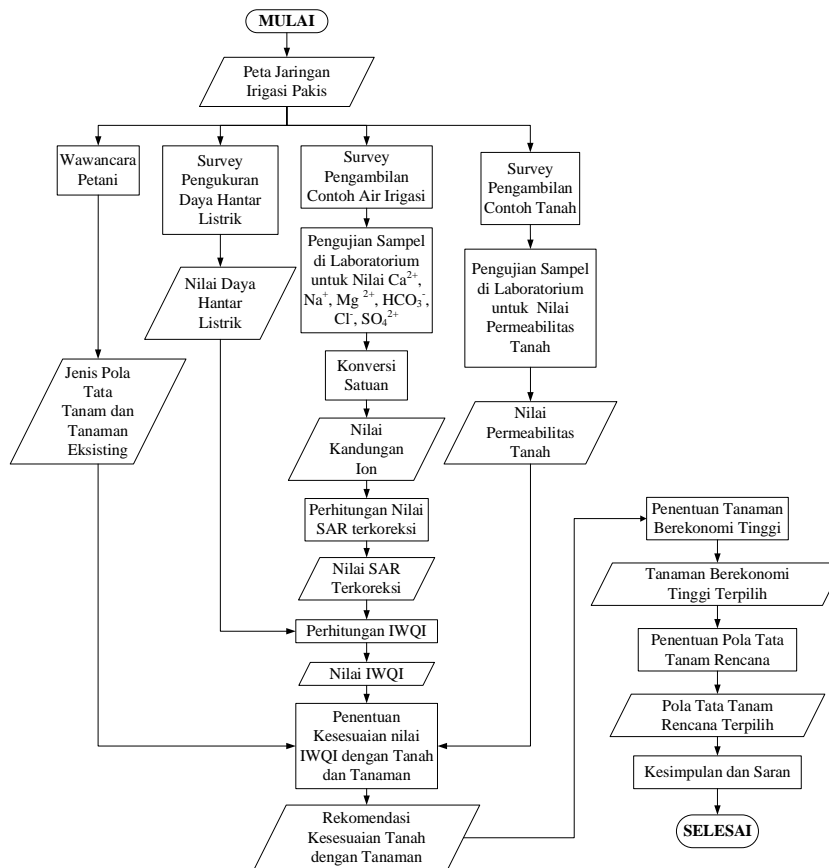 MULAI
Peta Jaringan
Irigasi Pakis
Wawancara
Petani
Survey
Pengukuran
Daya Hantar
Listrik
Survey
Pengambilan
Contoh Air Irigasi
Survey
Pengambilan
Contoh Tanah
Nilai Daya
Hantar
Listrik
Pengujian Sampel
di Laboratorium
untuk Nilai Ca²⁺,
Na⁺, Mg ²⁺, HCO₃⁻,
Cl⁻, SO₄²⁺
Pengujian Sampel
di Laboratorium
untuk Nilai
Permeabilitas
Tanah
Jenis Pola
Tata
Tanam dan
Tanaman
Eksisting
Konversi
Satuan
Nilai
Kandungan
Ion
Nilai
Permeabilitas
Tanah
Perhitungan Nilai
SAR terkoreksi
Nilai SAR
Terkoreksi
Perhitungan IWQI
Nilai IWQI
Penentuan
Kesesuaian nilai
IWQI dengan Tanah
dan Tanaman
Rekomendasi
Kesesuaian Tanah
dengan Tanaman
Penentuan Tanaman
Berekonomi Tinggi
Tanaman Berekonomi
Tinggi Terpilih
Penentuan Pola Tata
Tanam Rencana
Pola Tata Tanam
Rencana Terpilih
Kesimpulan dan Saran
SELESAI